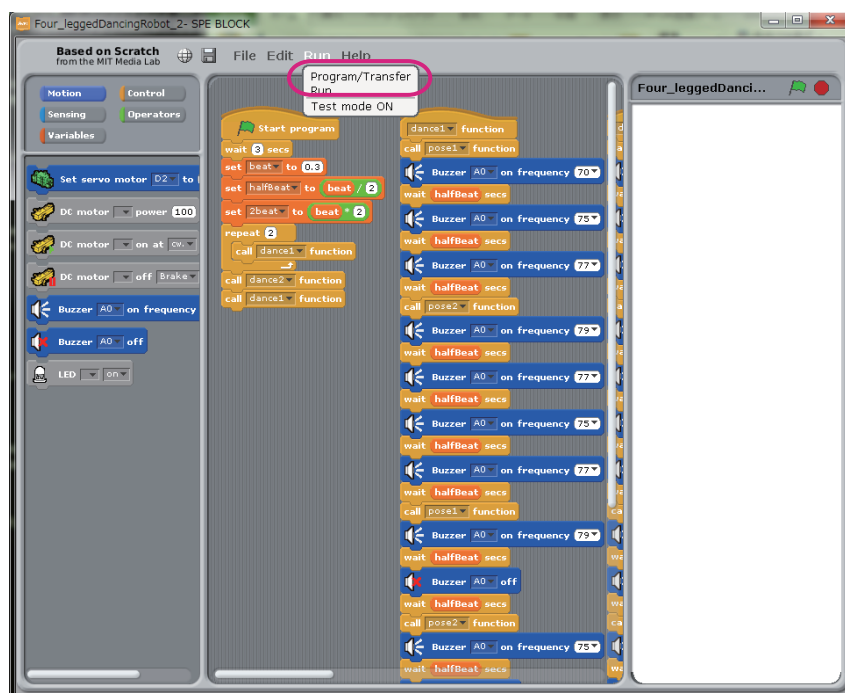 Four_leggedDancingRobot_2- SPE BLOCK
Based on Scratch
from the MIT Media Lab
File Edit Run Help
Program/Transfer
Run
Test mode ON
Motion
Control
Sensing
Operators
Variables
Set servo motor D2 to
DC motor power 100
DC motor on at cw.
DC motor off Brake
Buzzer A0 on frequency
Buzzer A0 off
LED on
Start program
wait 3 secs
set beat to 0.3
set halfBeat to beat / 2
set 2beat to beat * 2
repeat 2
call dance1 function
call dance2 function
call dance1 function
dance1 function
call pose1 function
Buzzer A0 on frequency 70
wait halfBeat secs
Buzzer A0 on frequency 75
wait halfBeat secs
Buzzer A0 on frequency 77
wait halfBeat secs
call pose2 function
Buzzer A0 on frequency 79
wait halfBeat secs
Buzzer A0 on frequency 77
wait halfBeat secs
Buzzer A0 on frequency 75
wait halfBeat secs
Buzzer A0 on frequency 77
wait halfBeat secs
call pose1 function
Buzzer A0 on frequency 79
wait halfBeat secs
Buzzer A0 off
wait halfBeat secs
call pose2 function
Buzzer A0 on frequency 75
wait halfBeat secs
Four_leggedDanci...